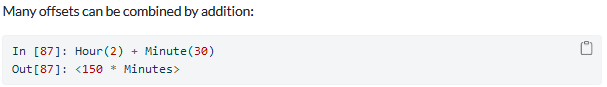 Many offsets can be combined by addition:
In [87]: Hour(2) + Minute(30)
Out[87]: <150 * Minutes>